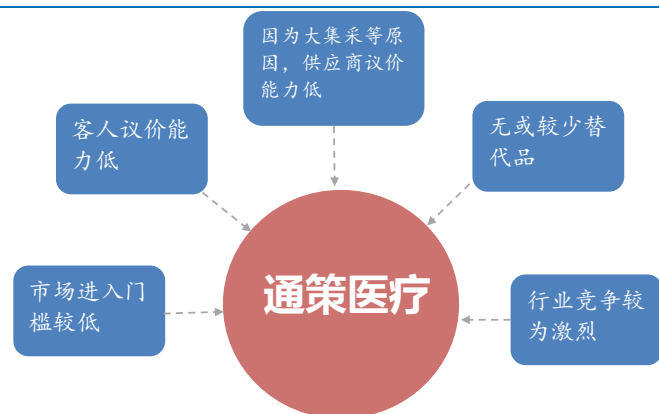 因为大集采等原
因，供应商议价
能力低
客人议价能
力低
无或较少替
代品
通策医疗
市场进入门
槛较低
行业竞争较
为激烈